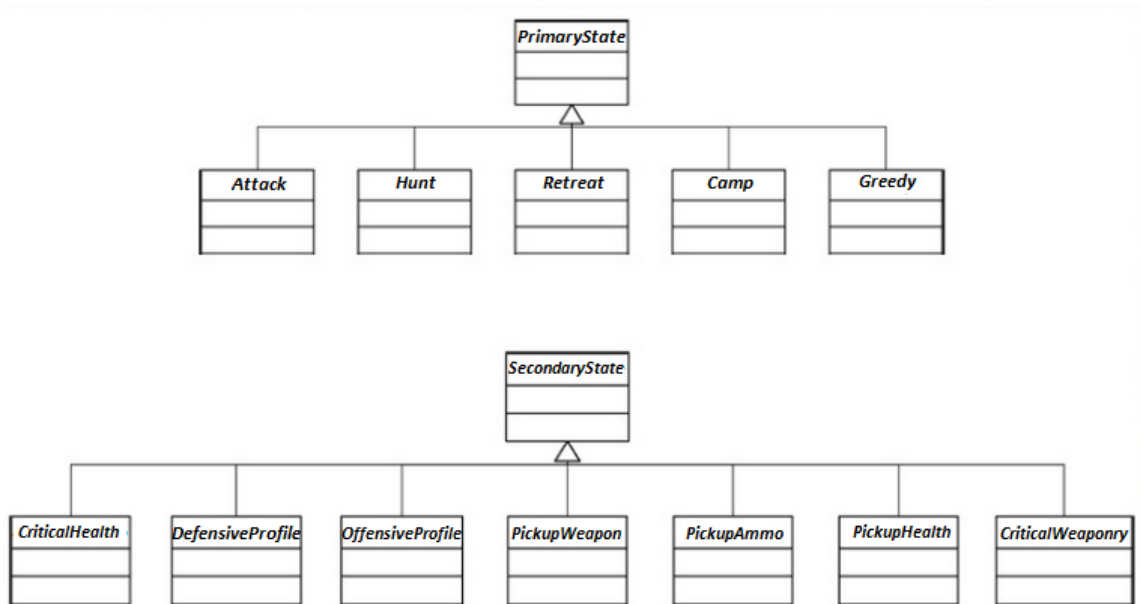 PrimaryState
Attack
Hunt
Retreat
Camp
Greedy
SecondaryState
CriticalHealth
DefensiveProfile
OffensiveProfile
PickupWeapon
PickupAmmo
PickupHealth
CriticalWeaponry